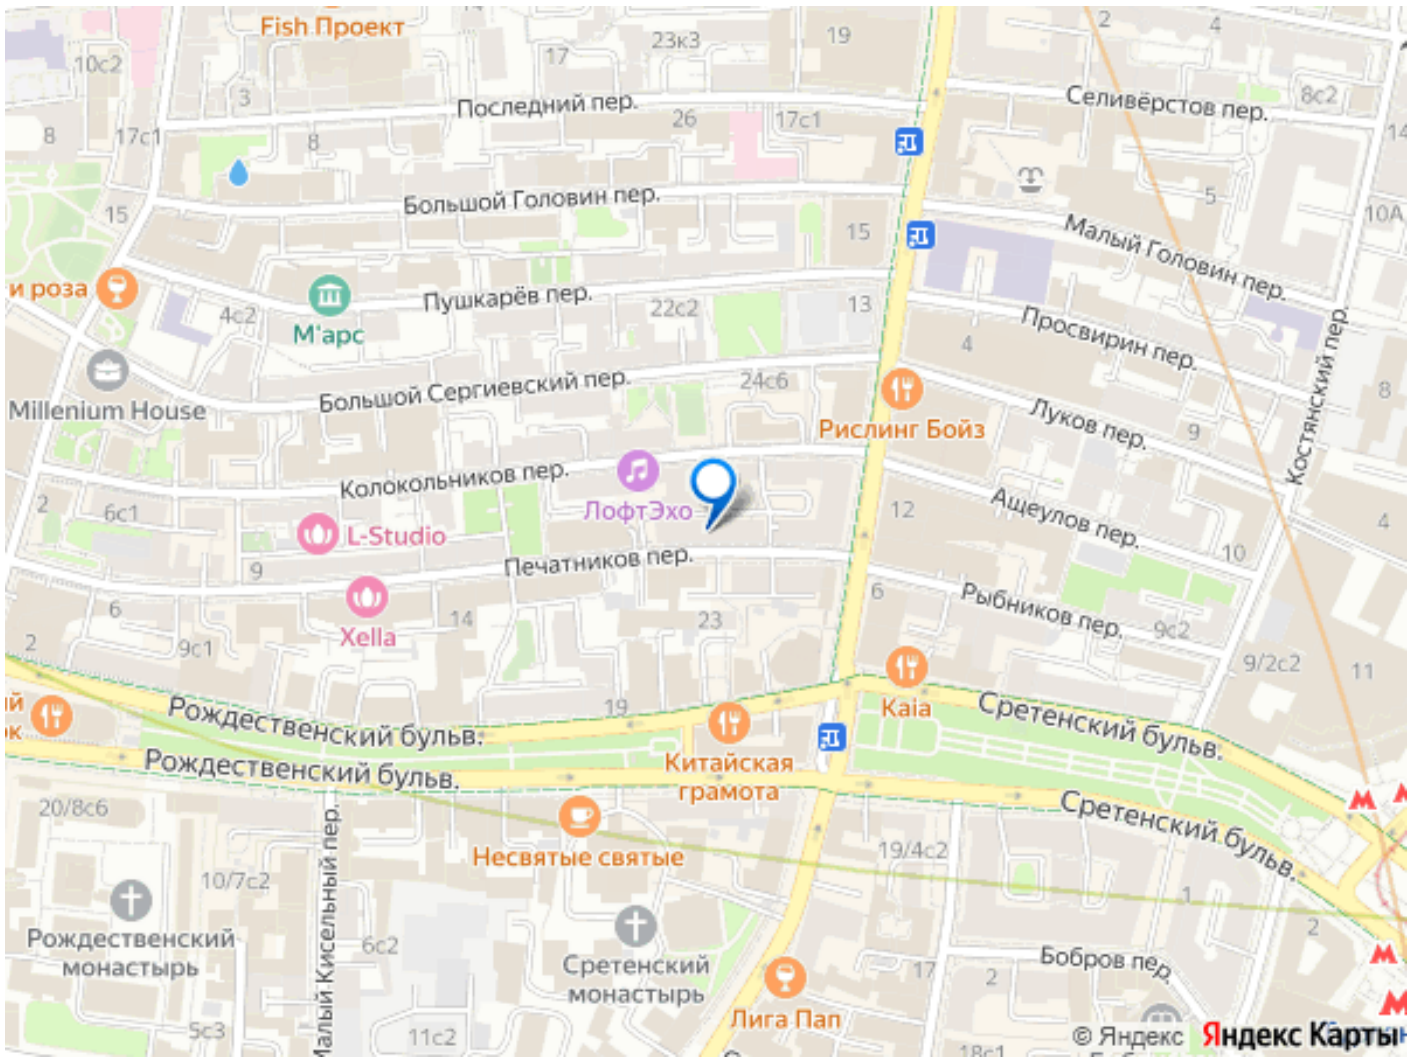 Fish Проект
23к3
19
2
4
17
10с2
3
8с2
Последний пер.
Селивёрстов пер.
8
17с1
8
26
17с1
14
Большой Головин пер.
5
15
15
10А
Малый Головин пер.
и роза
4с2
М'арс
Пушкарёв пер.
22с2
13
4
Просвирин пер.
Костянский пер.
Millenium House
Большой Сергиевский пер.
24с6
8
Рислинг Бойз
Луков пер.
9
Колокольников пер.
2
6с1
ЛофтЭхо
12
Ащеулов пер.
4
L-Studio
10
9
Печатников пер.
6
Рыбников пер.
9с2
6
14
23
Xella
2
9с1
9/2с2
11
19
Kaia
Рождественский бульв.
Сретенский бульв.
Рождественский бульв.
Китайская
грамота
Сретенский бульв.
20/8с6
Малый Кисельный пер.
Несвятые святые
19/4с2
10/7с2
1
2
Рождественский
монастырь
6с2
Сретенский
монастырь
17
2
Бобров пер.
Лига Пап
5с3
11с2
18с1
© Яндекс Яндекс Карты